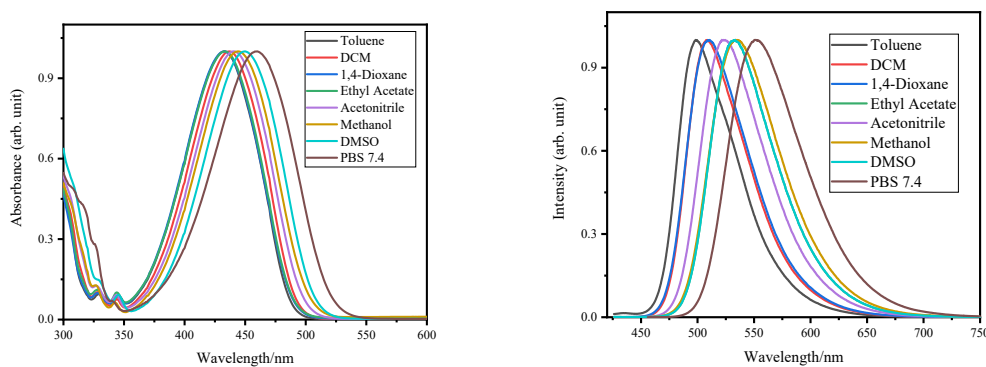 Absorbance (arb. unit)
0.9
0.6
0.3
0.0
300
350
400
450
500
550
600
Wavelength/nm
Toluene
DCM
1,4-Dioxane
Ethyl Acetate
Acetonitrile
Methanol
DMSO
PBS 7.4
Intensity (arb. unit)
0.9
0.6
0.3
0.0
450
500
550
600
650
700
750
Wavelength/nm
Toluene
DCM
1,4-Dioxane
Ethyl Acetate
Acetonitrile
Methanol
DMSO
PBS 7.4